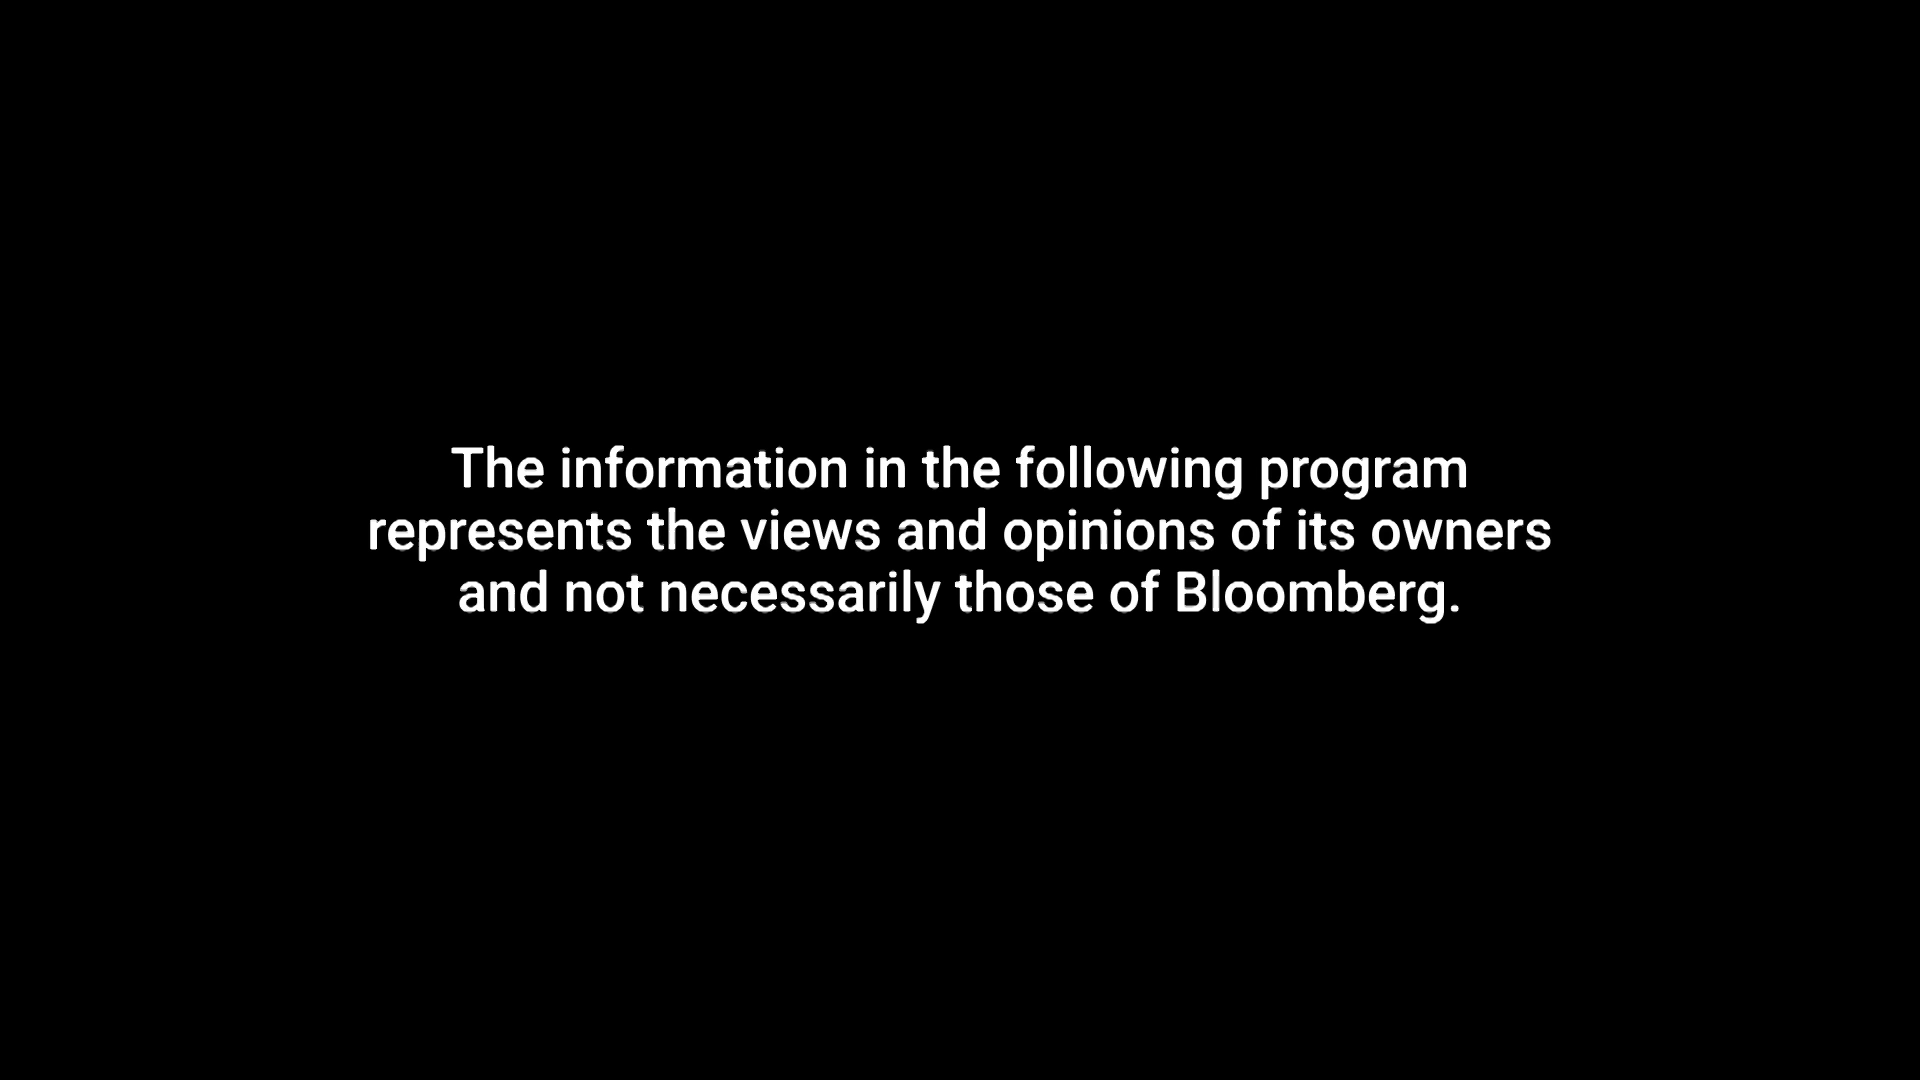 The information in the following program
represents the views and opinions of its owners
and not necessarily those of Bloomberg.